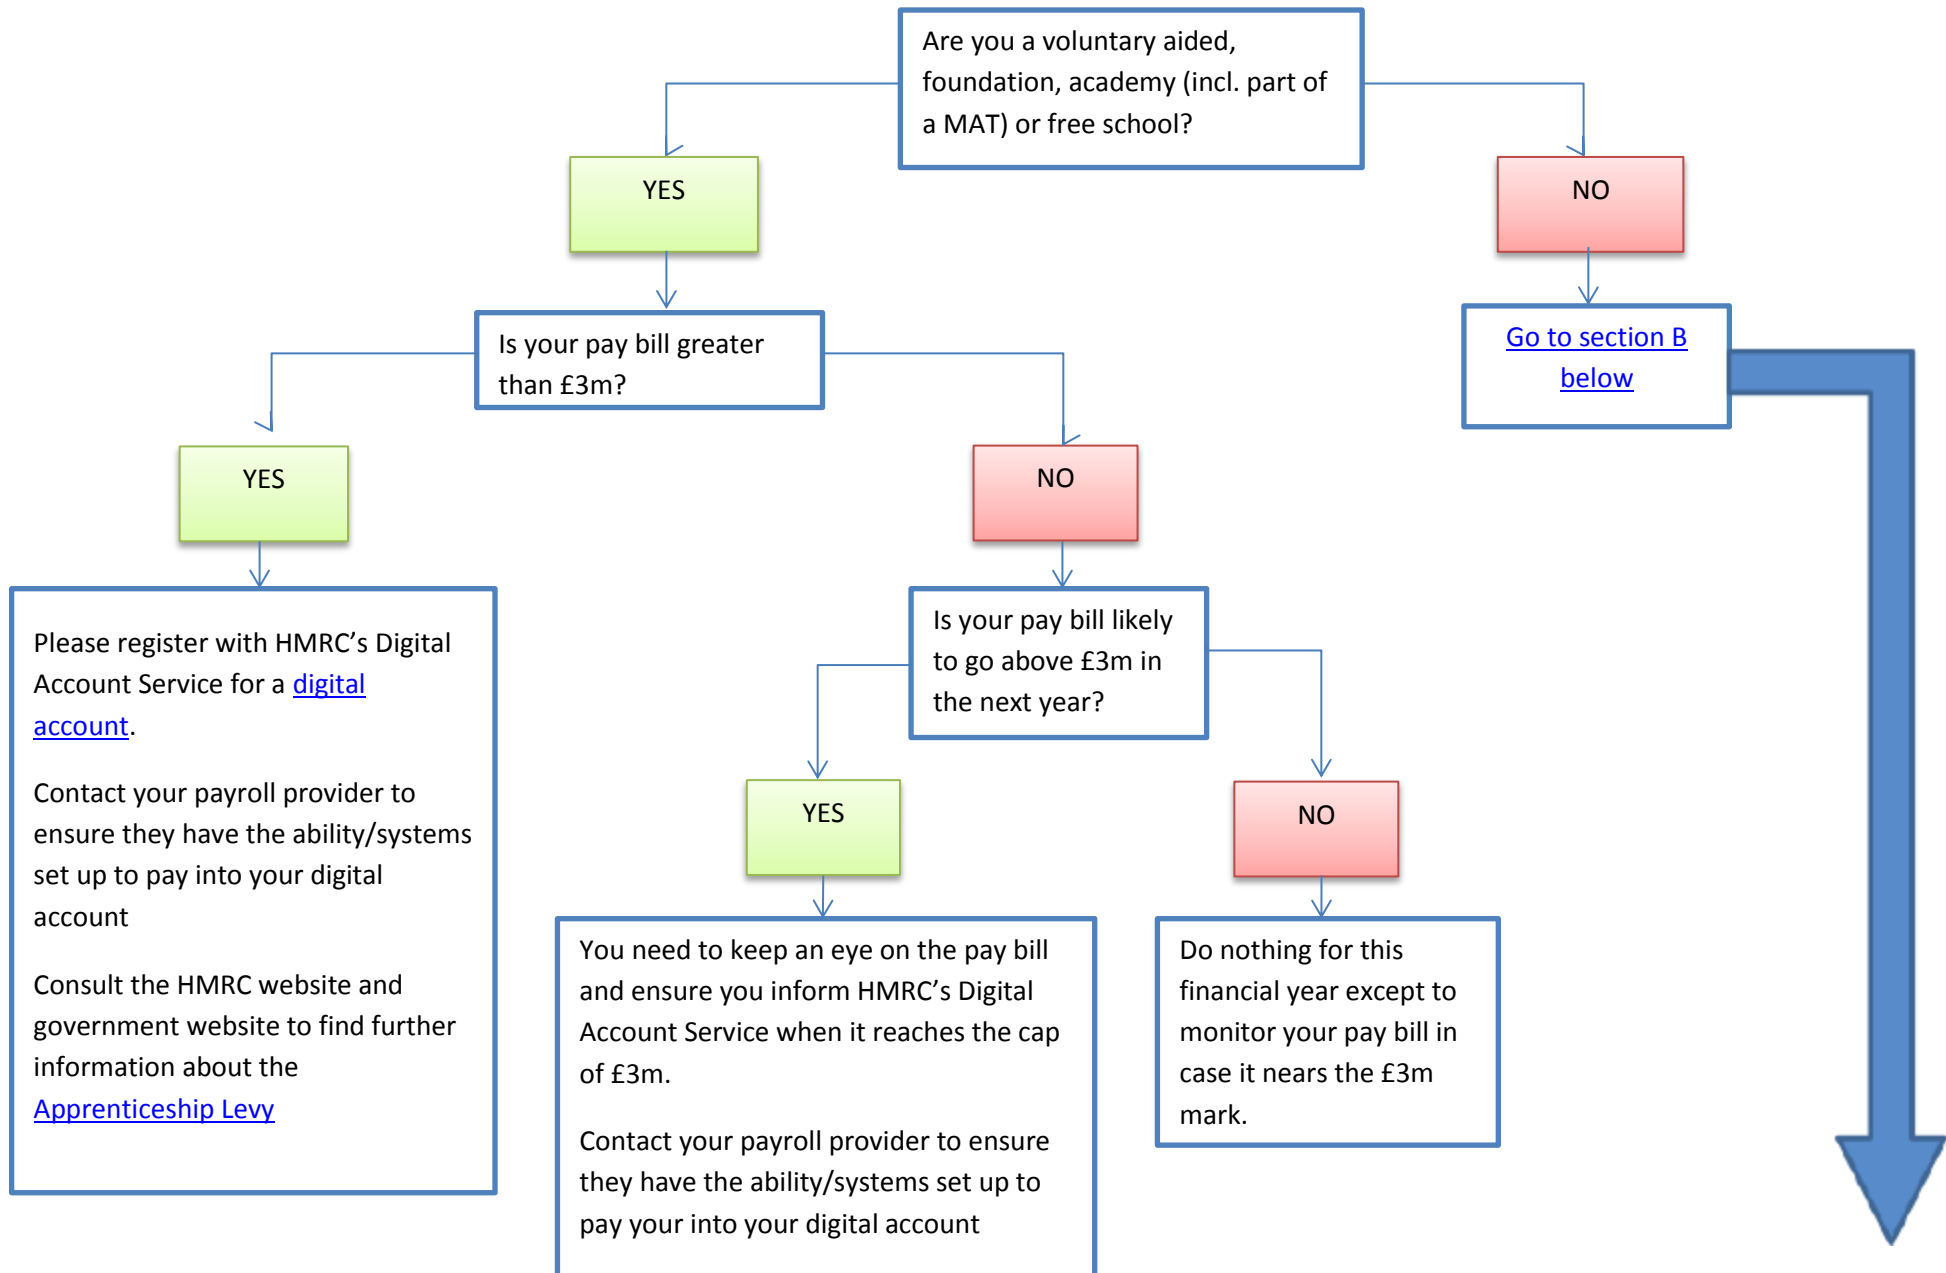 Are you a voluntary aided,
foundation, academy (incl. part of
a MAT) or free school?
YES
NO
Is your pay bill greater
than £3m?
Go to section B
below
YES
NO
Please register with HMRC’s Digital
Account Service for a digital
account.
Contact your payroll provider to
ensure they have the ability/systems
set up to pay into your digital
account
Consult the HMRC website and
government website to find further
information about the
Apprenticeship Levy
Is your pay bill likely
to go above £3m in
the next year?
YES
NO
You need to keep an eye on the pay bill
and ensure you inform HMRC’s Digital
Account Service when it reaches the cap
of £3m.
Contact your payroll provider to ensure
they have the ability/systems set up to
pay your into your digital account
Do nothing for this
financial year except to
monitor your pay bill in
case it nears the £3m
mark.